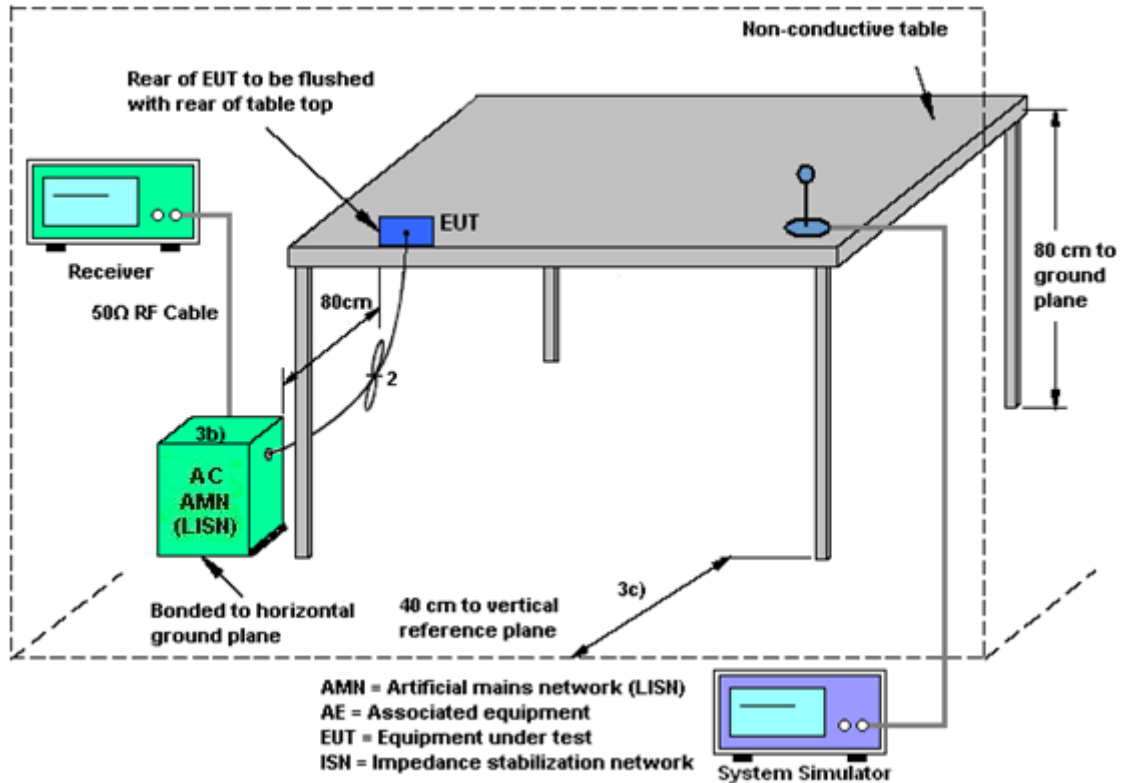 Non-conductive table
Rear of EUT to be flushed
with rear of table top
EUT
Receiver
80cm
80 cm to
ground
plane
50Ω RF Cable
2
3b)
AC
AMN
(LISN)
3c)
Bonded to horizontal
ground plane
40 cm to vertical
reference plane
AMN = Artificial mains network (LISN)
AE = Associated equipment
EUT = Equipment under test
ISN = Impedance stabilization network
System Simulator